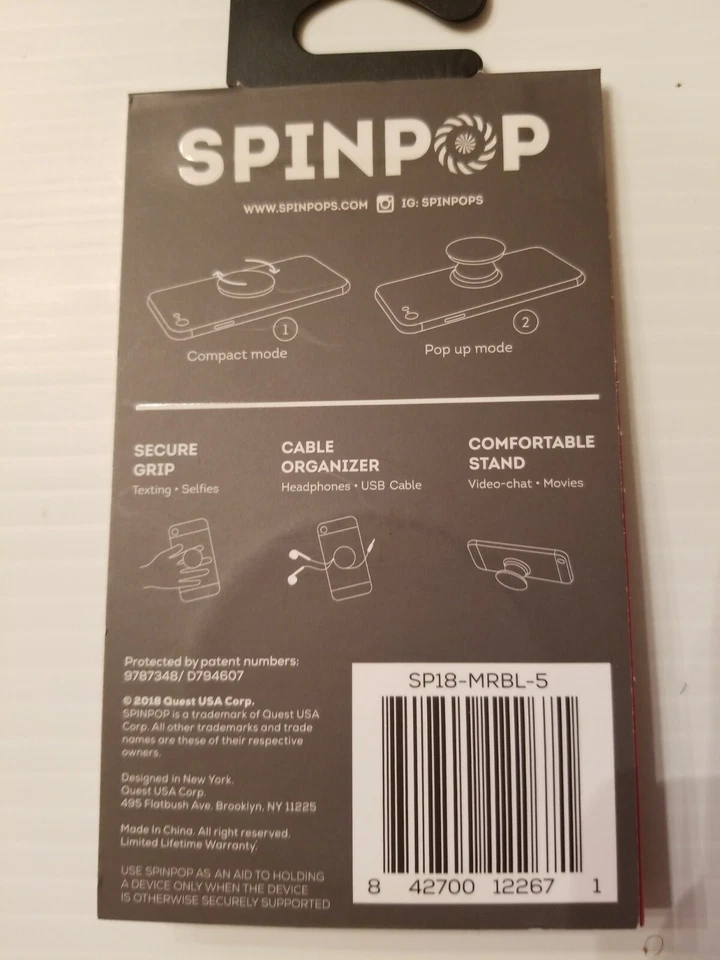 SPINPOP
WWW.SPINPOPS.COM IG: SPINPOPS
1
Compact mode
2
Pop up mode
SECURE
GRIP
Texting • Selfies
CABLE
ORGANIZER
Headphones • USB Cable
COMFORTABLE
STAND
Video-chat • Movies
Protected by patent numbers:
9787348/ D794607
© 2018 Quest USA Corp.
SPINPOP is a trademark of Quest USA
Corp. All other trademarks and trade
names are these of their respective
owners.
Designed in New York.
Quest USA Corp.
495 Flatbush Ave. Brooklyn, NY 11225
Made In China. All right reserved.
Limited Lifetime Warranty.
USE SPINPOP AS AN AID TO HOLDING
A DEVICE ONLY WHEN THE DEVICE
IS OTHERWISE SECURELY SUPPORTED
SP18-MRBL-5
8 42700 12267 1